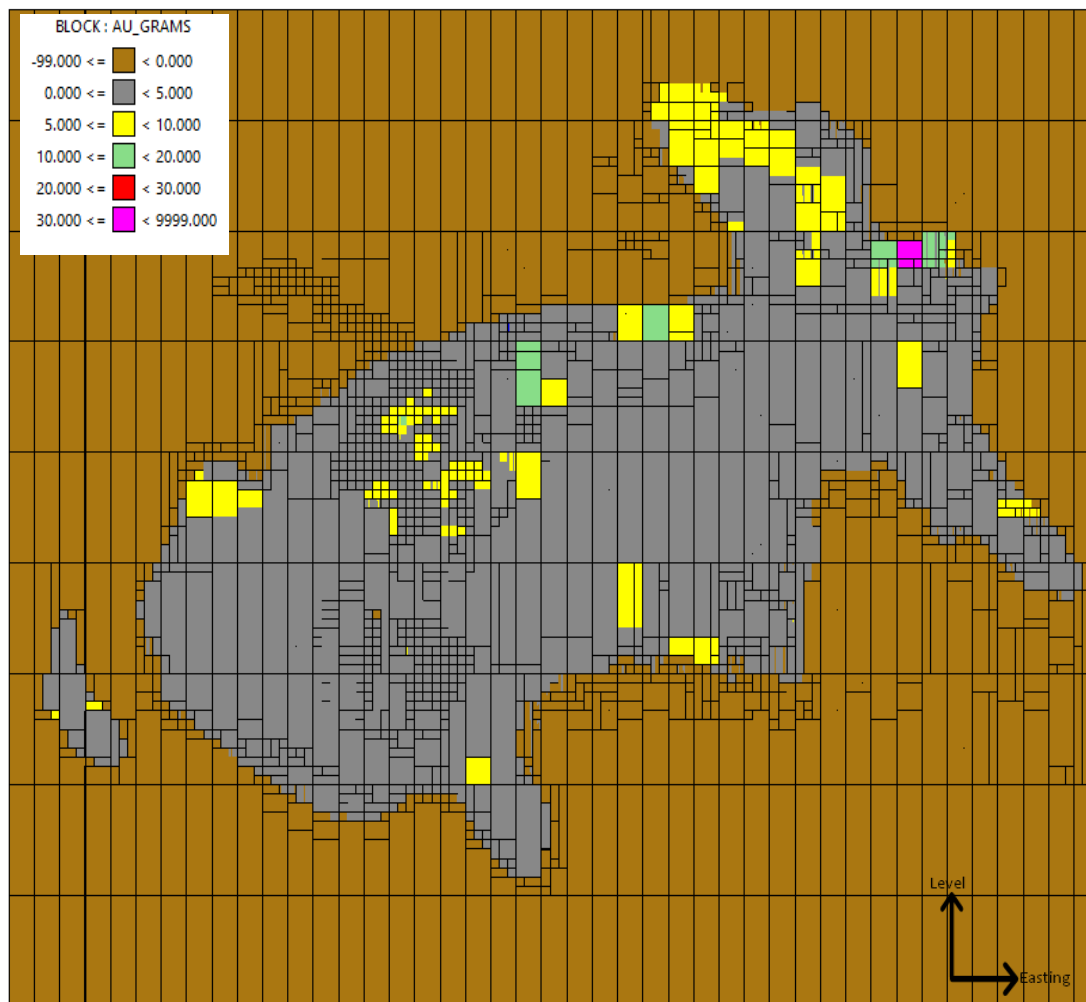 BLOCK : AU_GRAMS
-99.000 <= < 0.000
0.000 <= < 5.000
5.000 <= < 10.000
10.000 <= < 20.000
20.000 <= < 30.000
30.000 <= < 9999.000
Level
Easting